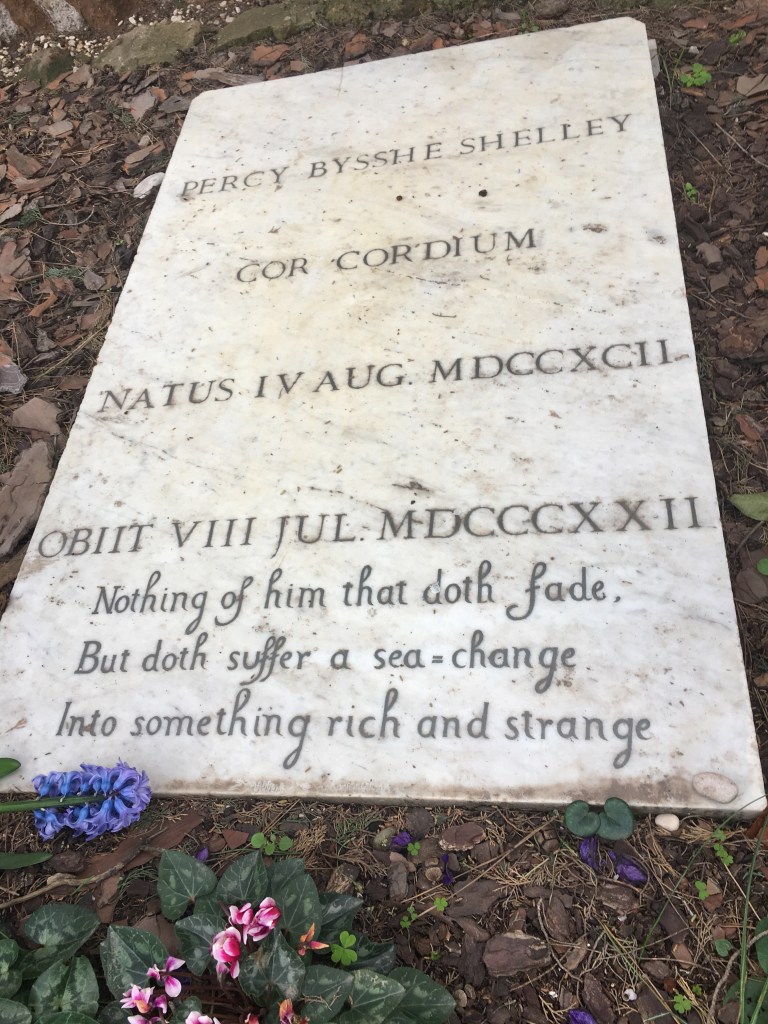 PERCY BYSSHE SHELLEY
COR CORDIUM
NATUS IV AUG. MDCCXCII
OBIIT VIII JUL. MDCCCXXII
Nothing of him that doth fade,
But doth suffer a sea=change
Into something rich and strange